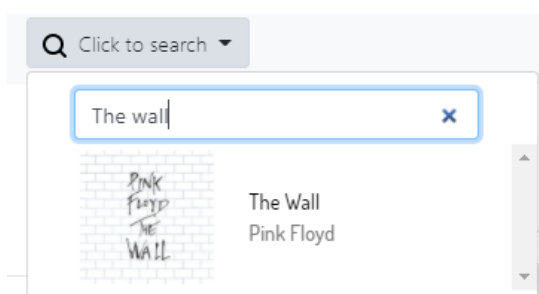 Click to search
The wall
PINK
FLOYD
THE
WALL
The Wall
Pink Floyd